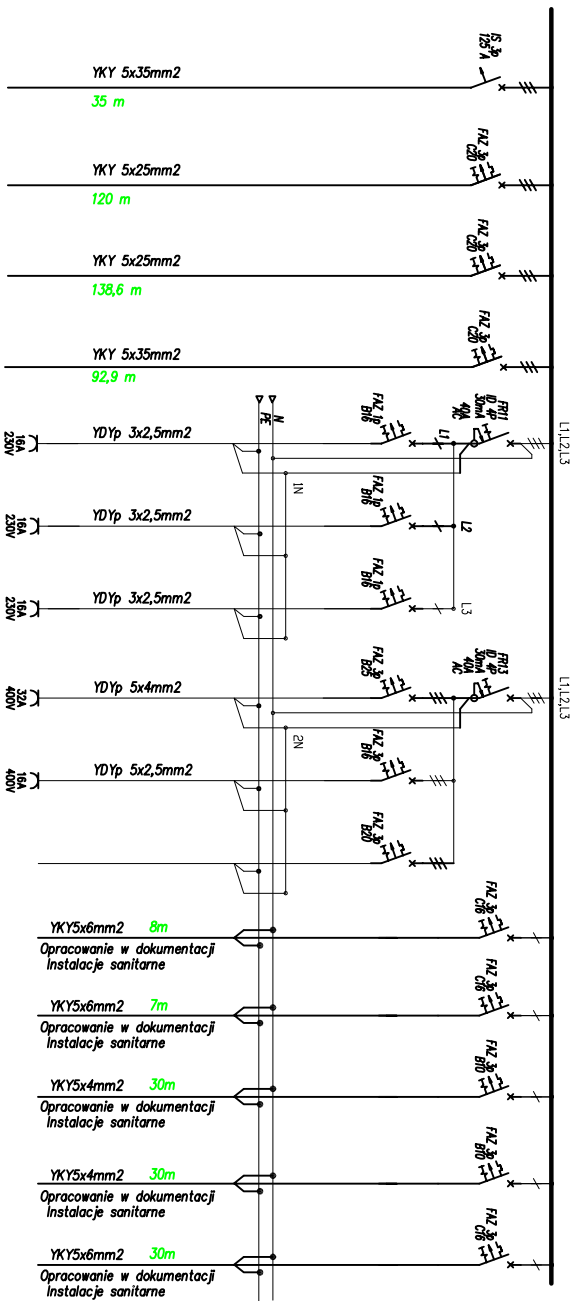 IS 3p
125 A
YKY 5x35mm2
35 m
FAZ 3p
C20
YKY 5x25mm2
120 m
FAZ 3p
C20
YKY 5x25mm2
138,6 m
FAZ 3p
C20
YKY 5x35mm2
92,9 m
N
PE
L1,L2,L3
FR11
ID 4P
30mA
40A
AC
L1
FAZ 1p
B16
YDYp 3x2,5mm2
16A
230V
1N
L2
FAZ 1p
B16
YDYp 3x2,5mm2
16A
230V
L3
FAZ 1p
B16
YDYp 3x2,5mm2
16A
230V
L1,L2,L3
FR13
ID 4P
30mA
40A
AC
FAZ 3p
B25
YDYp 5x4mm2
32A
400V
2N
FAZ 3p
B16
YDYp 5x2,5mm2
16A
400V
FAZ 3p
B20
FAZ 3p
C16
YKY5x6mm2 8m
Opracowanie w dokumentacji
Instalacje sanitarne
FAZ 3p
C16
YKY5x6mm2 7m
Opracowanie w dokumentacji
Instalacje sanitarne
FAZ 3p
B10
YKY5x4mm2 30m
Opracowanie w dokumentacji
Instalacje sanitarne
FAZ 3p
B10
YKY5x4mm2 30m
Opracowanie w dokumentacji
Instalacje sanitarne
FAZ 3p
C16
YKY5x6mm2 30m
Opracowanie w dokumentacji
Instalacje sanitarne